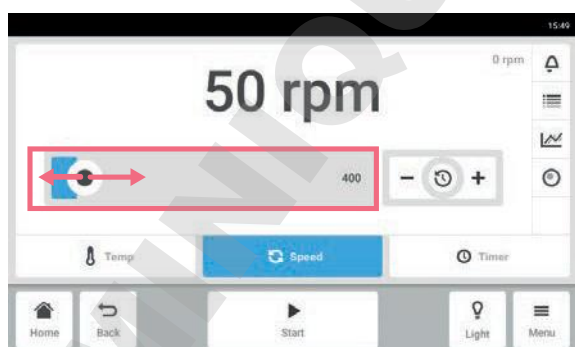 15:49
0 rpm
50 rpm
400
− +
Temp
Speed
Timer
Home
Back
Start
Light
Menu